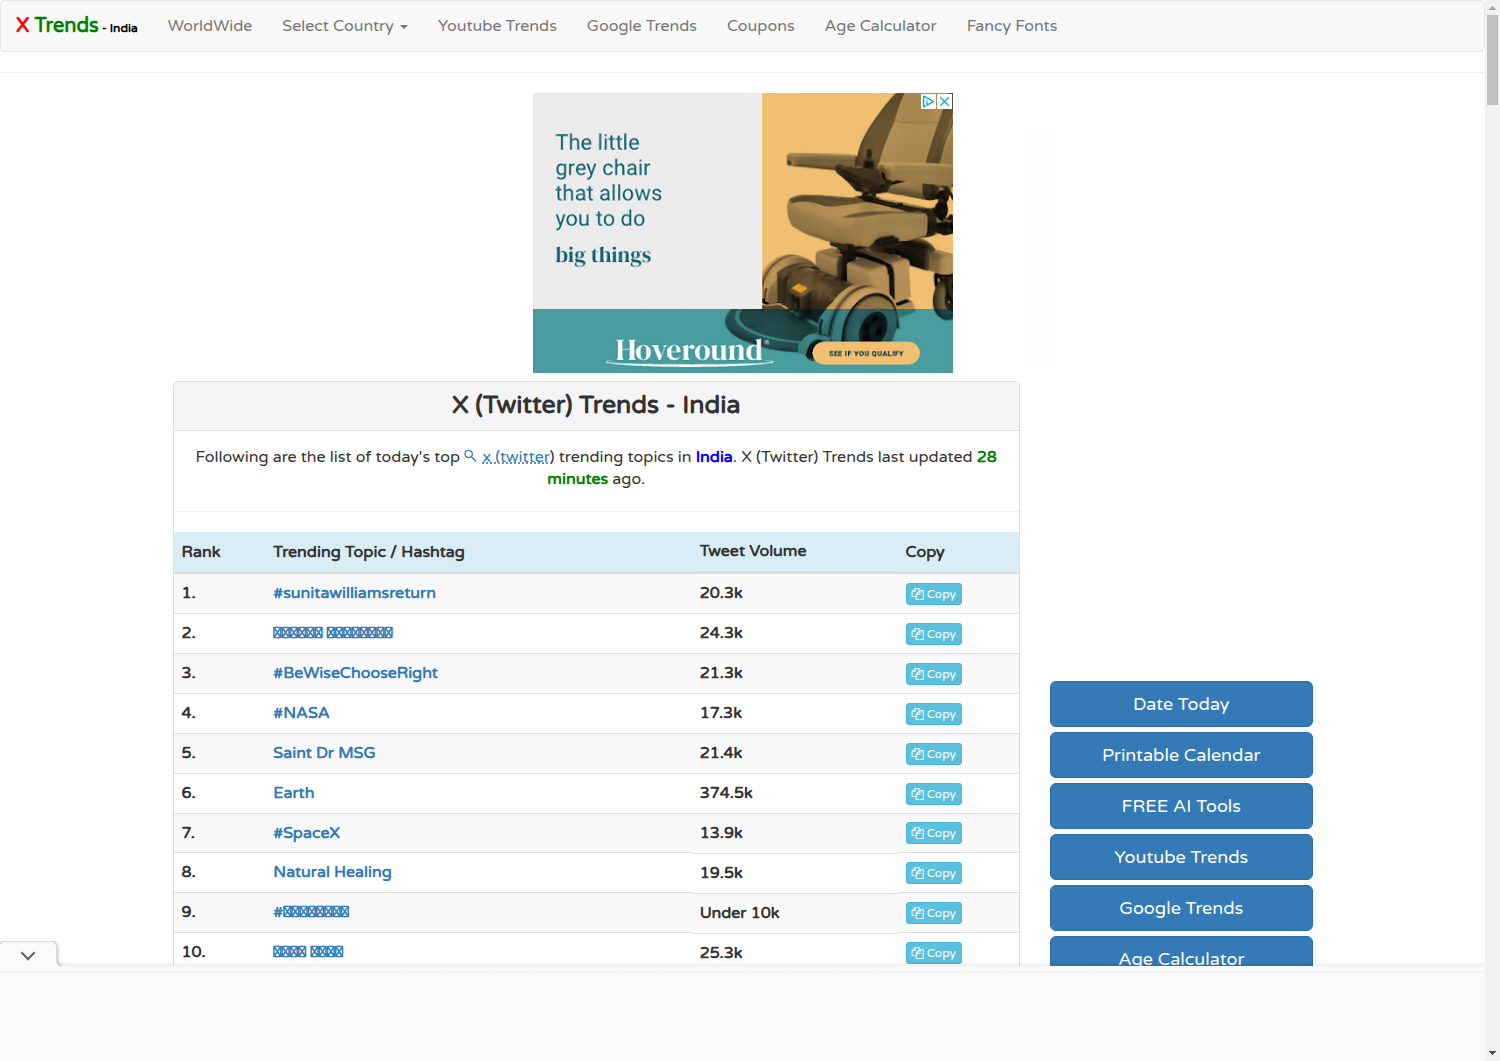 X Trends - India WorldWide Select Country Youtube Trends Google Trends Coupons Age Calculator Fancy Fonts
The little
grey chair
that allows
you to do
big things
Hoveround SEE IF YOU QUALIFY
X (Twitter) Trends - India
Following are the list of today's top x (twitter) trending topics in India. X (Twitter) Trends last updated 28
minutes ago.
Rank Trending Topic / Hashtag Tweet Volume Copy
1. #sunitawilliamsreturn 20.3k Copy
2. 24.3k Copy
3. #BeWiseChooseRight 21.3k Copy
4. #NASA 17.3k Copy
5. Saint Dr MSG 21.4k Copy
6. Earth 374.5k Copy
7. #SpaceX 13.9k Copy
8. Natural Healing 19.5k Copy
9. # Under 10k Copy
10. 25.3k Copy
Date Today
Printable Calendar
FREE AI Tools
Youtube Trends
Google Trends
Age Calculator